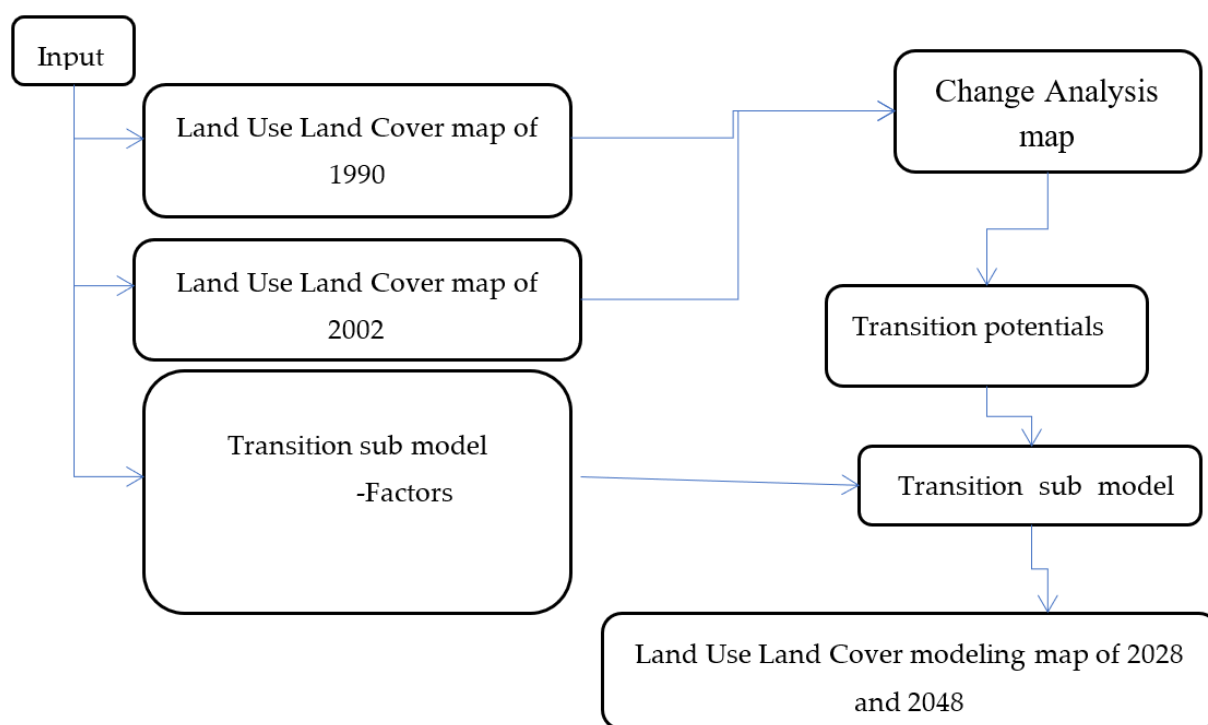 Input
Land Use Land Cover map of
1990
Land Use Land Cover map of
2002
Transition sub model
-Factors
Change Analysis
map
Transition potentials
Transition sub model
Land Use Land Cover modeling map of 2028
and 2048